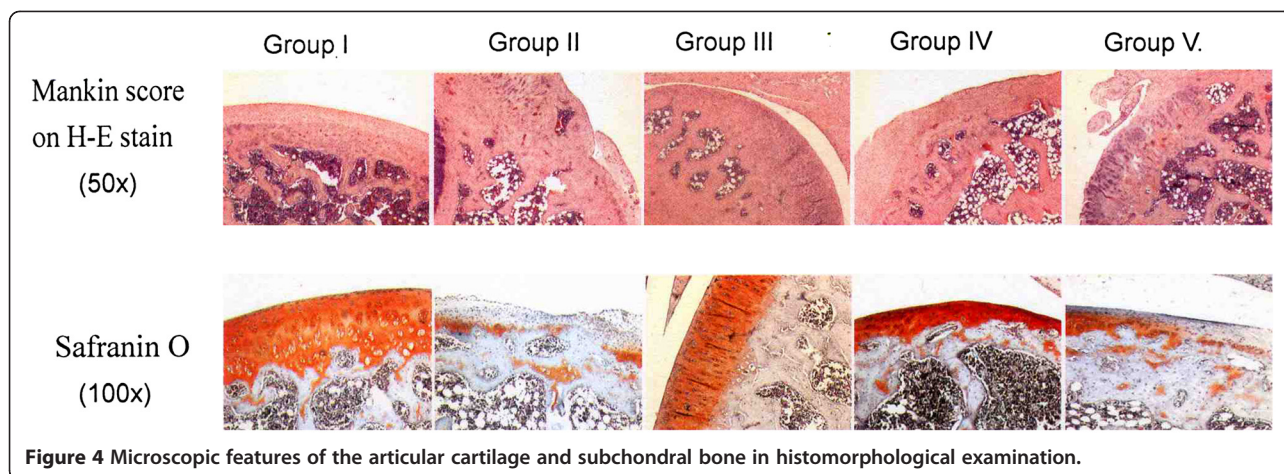 Group I Group II Group III Group IV Group V.
Mankin score
on H-E stain
(50x)
Safranin O
(100x)
Figure 4 Microscopic features of the articular cartilage and subchondral bone in histomorphological examination.